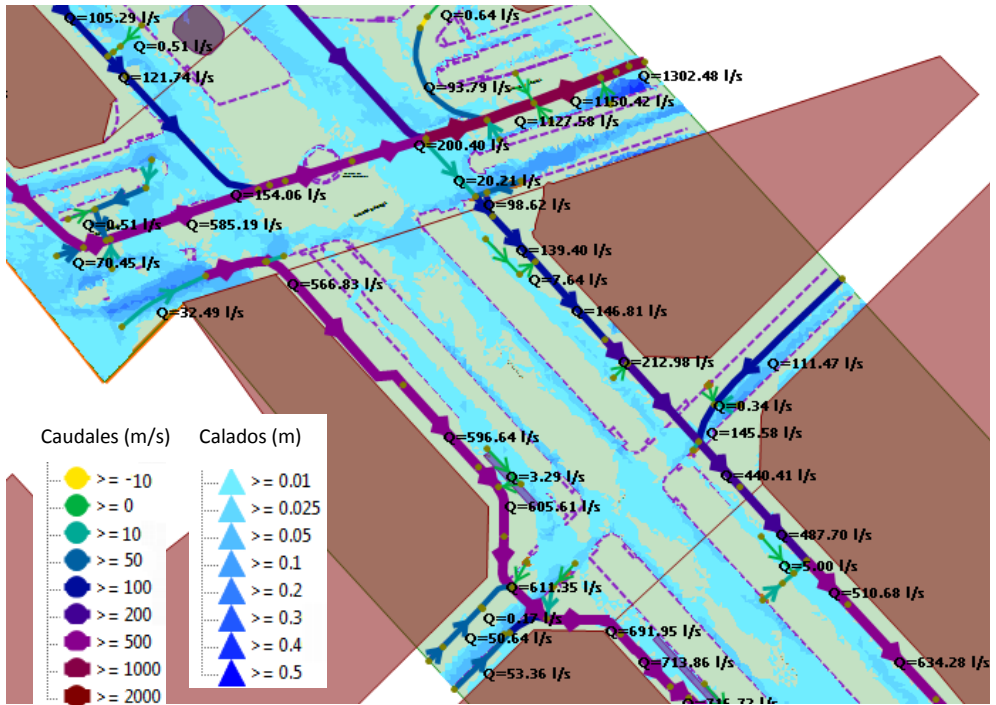 Q=0.64 l/s
Q=105.29 l/s
Q=0.51 l/s
Q=121.74 l/s
Q=93.79 l/s
Q=1302.48 l/s
Q=1150.42 l/s
Q=1127.58 l/s
Q=200.40 l/s
Q=20.21 l/s
Q=154.06 l/s
Q=98.62 l/s
Q=0.51 l/s
Q=585.19 l/s
Q=139.40 l/s
Q=70.45 l/s
Q=7.64 l/s
Q=566.83 l/s
Q=32.49 l/s
Q=146.81 l/s
Q=212.98 l/s
Q=111.47 l/s
Q=0.34 l/s
Q=145.58 l/s
Q=596.64 l/s
Q=3.29 l/s
Q=440.41 l/s
Q=605.61 l/s
Q=487.70 l/s
Q=5.00 l/s
Q=611.35 l/s
Q=510.68 l/s
Q=0.17 l/s
Q=50.64 l/s
Q=691.95 l/s
Q=53.36 l/s
Q=713.86 l/s
Q=634.28 l/s
Q=716.72 l/s
Caudales (m/s)
>= -10
>= 0
>= 10
>= 50
>= 100
>= 200
>= 500
>= 1000
>= 2000
Calados (m)
>= 0.01
>= 0.025
>= 0.05
>= 0.1
>= 0.2
>= 0.3
>= 0.4
>= 0.5